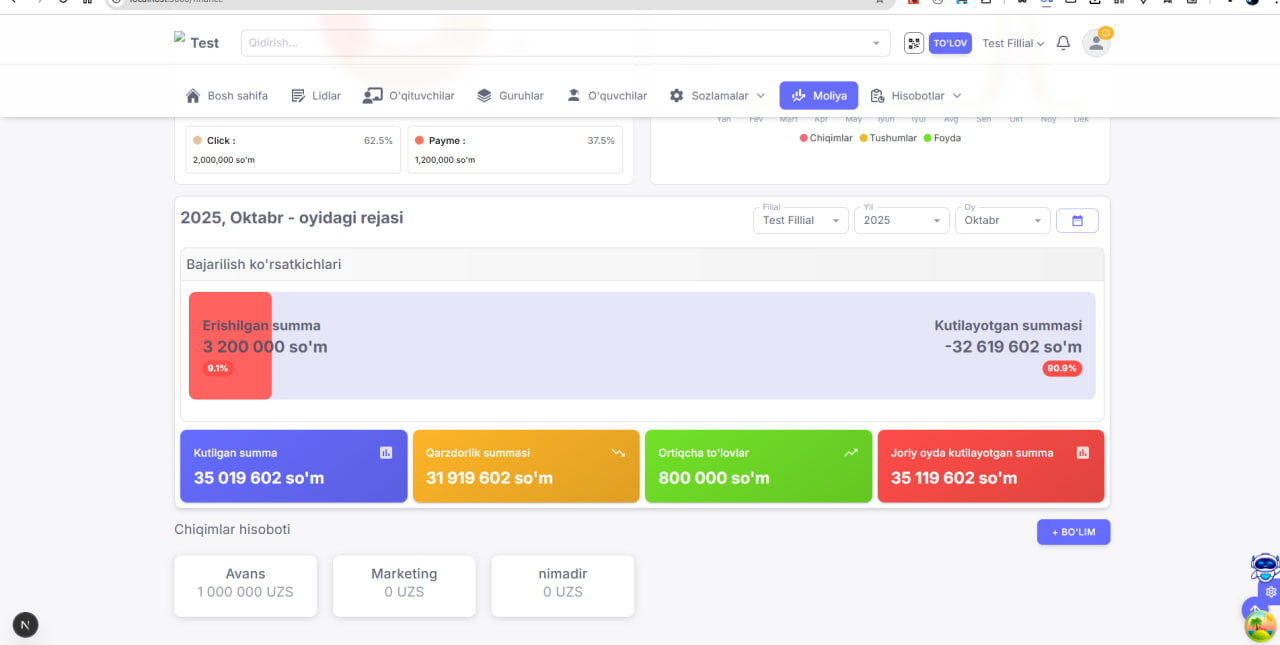 Test
Qidirish...
TO'LOV
Test Fillial
Bosh sahifa
Lidlar
O'qituvchilar
Guruhlar
O'quvchilar
Sozlamalar
Moliya
Hisobotlar
Yan Fev Mart Apr May Iyun Iyul Avg Sen Okt Noy Dek
Click : 62.5%
2,000,000 so'm
Payme : 37.5%
1,200,000 so'm
Chiqimlar Tushumlar Foyda
2025, Oktabr - oyidagi rejasi
Filial
Test Fillial
Yil
2025
Oy
Oktabr
Bajarilish ko'rsatkichlari
Erishilgan summa
3 200 000 so'm
9.1%
Kutilayotgan summasi
-32 619 602 so'm
90.9%
Kutilgan summa
35 019 602 so'm
Qarzdorlik summasi
31 919 602 so'm
Ortiqcha to'lovlar
800 000 so'm
Joriy oyda kutilayotgan summa
35 119 602 so'm
Chiqimlar hisoboti
+ BO'LIM
Avans
1 000 000 UZS
Marketing
0 UZS
nimadir
0 UZS
N